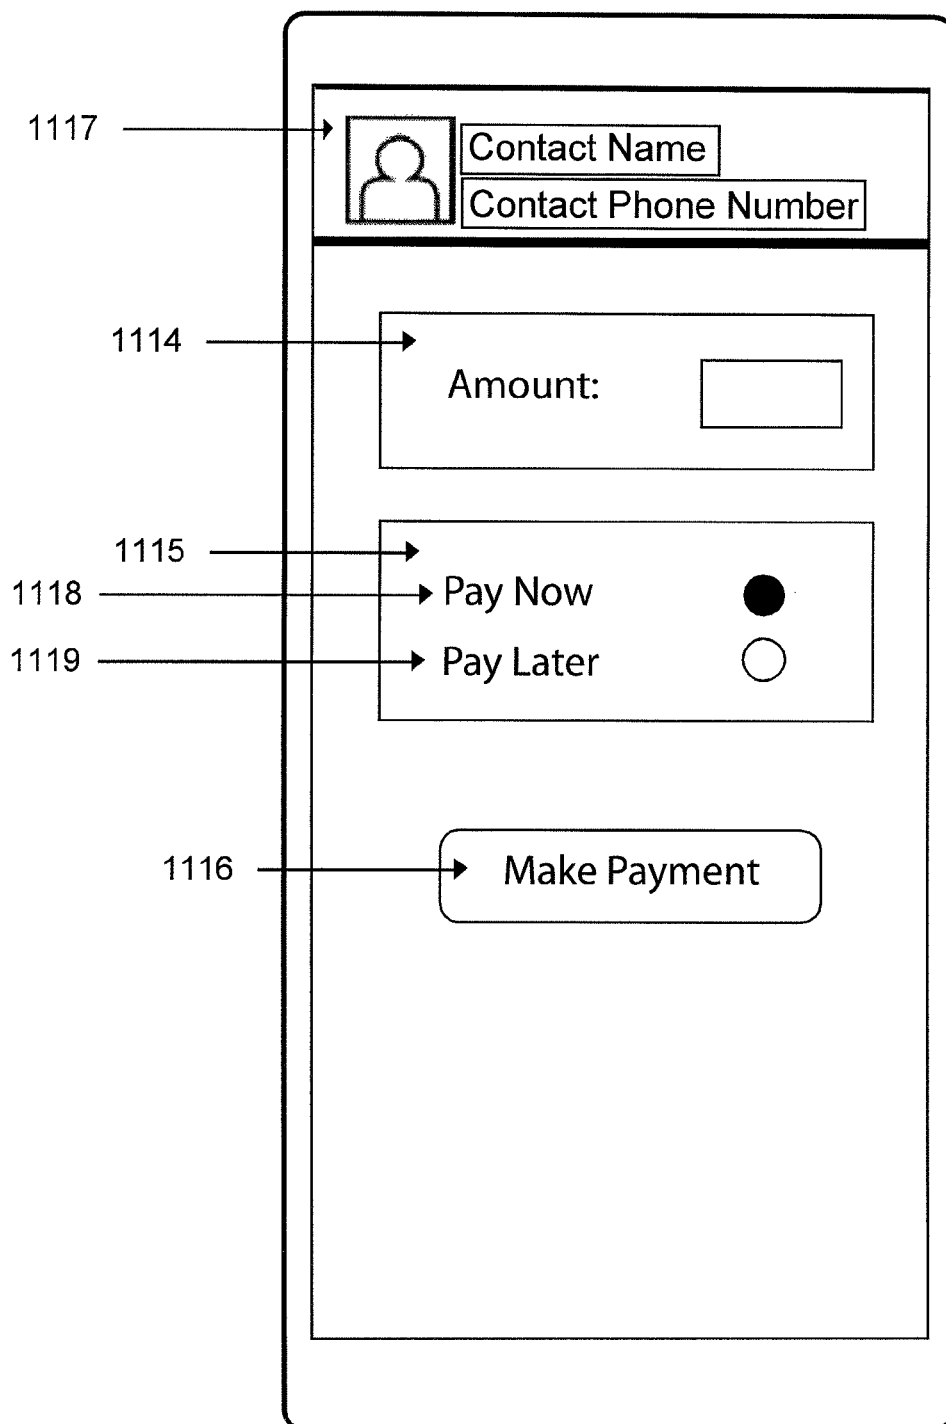 1117
Contact Name
Contact Phone Number
1114
Amount:
1115
1118
Pay Now
1119
Pay Later
1116
Make Payment